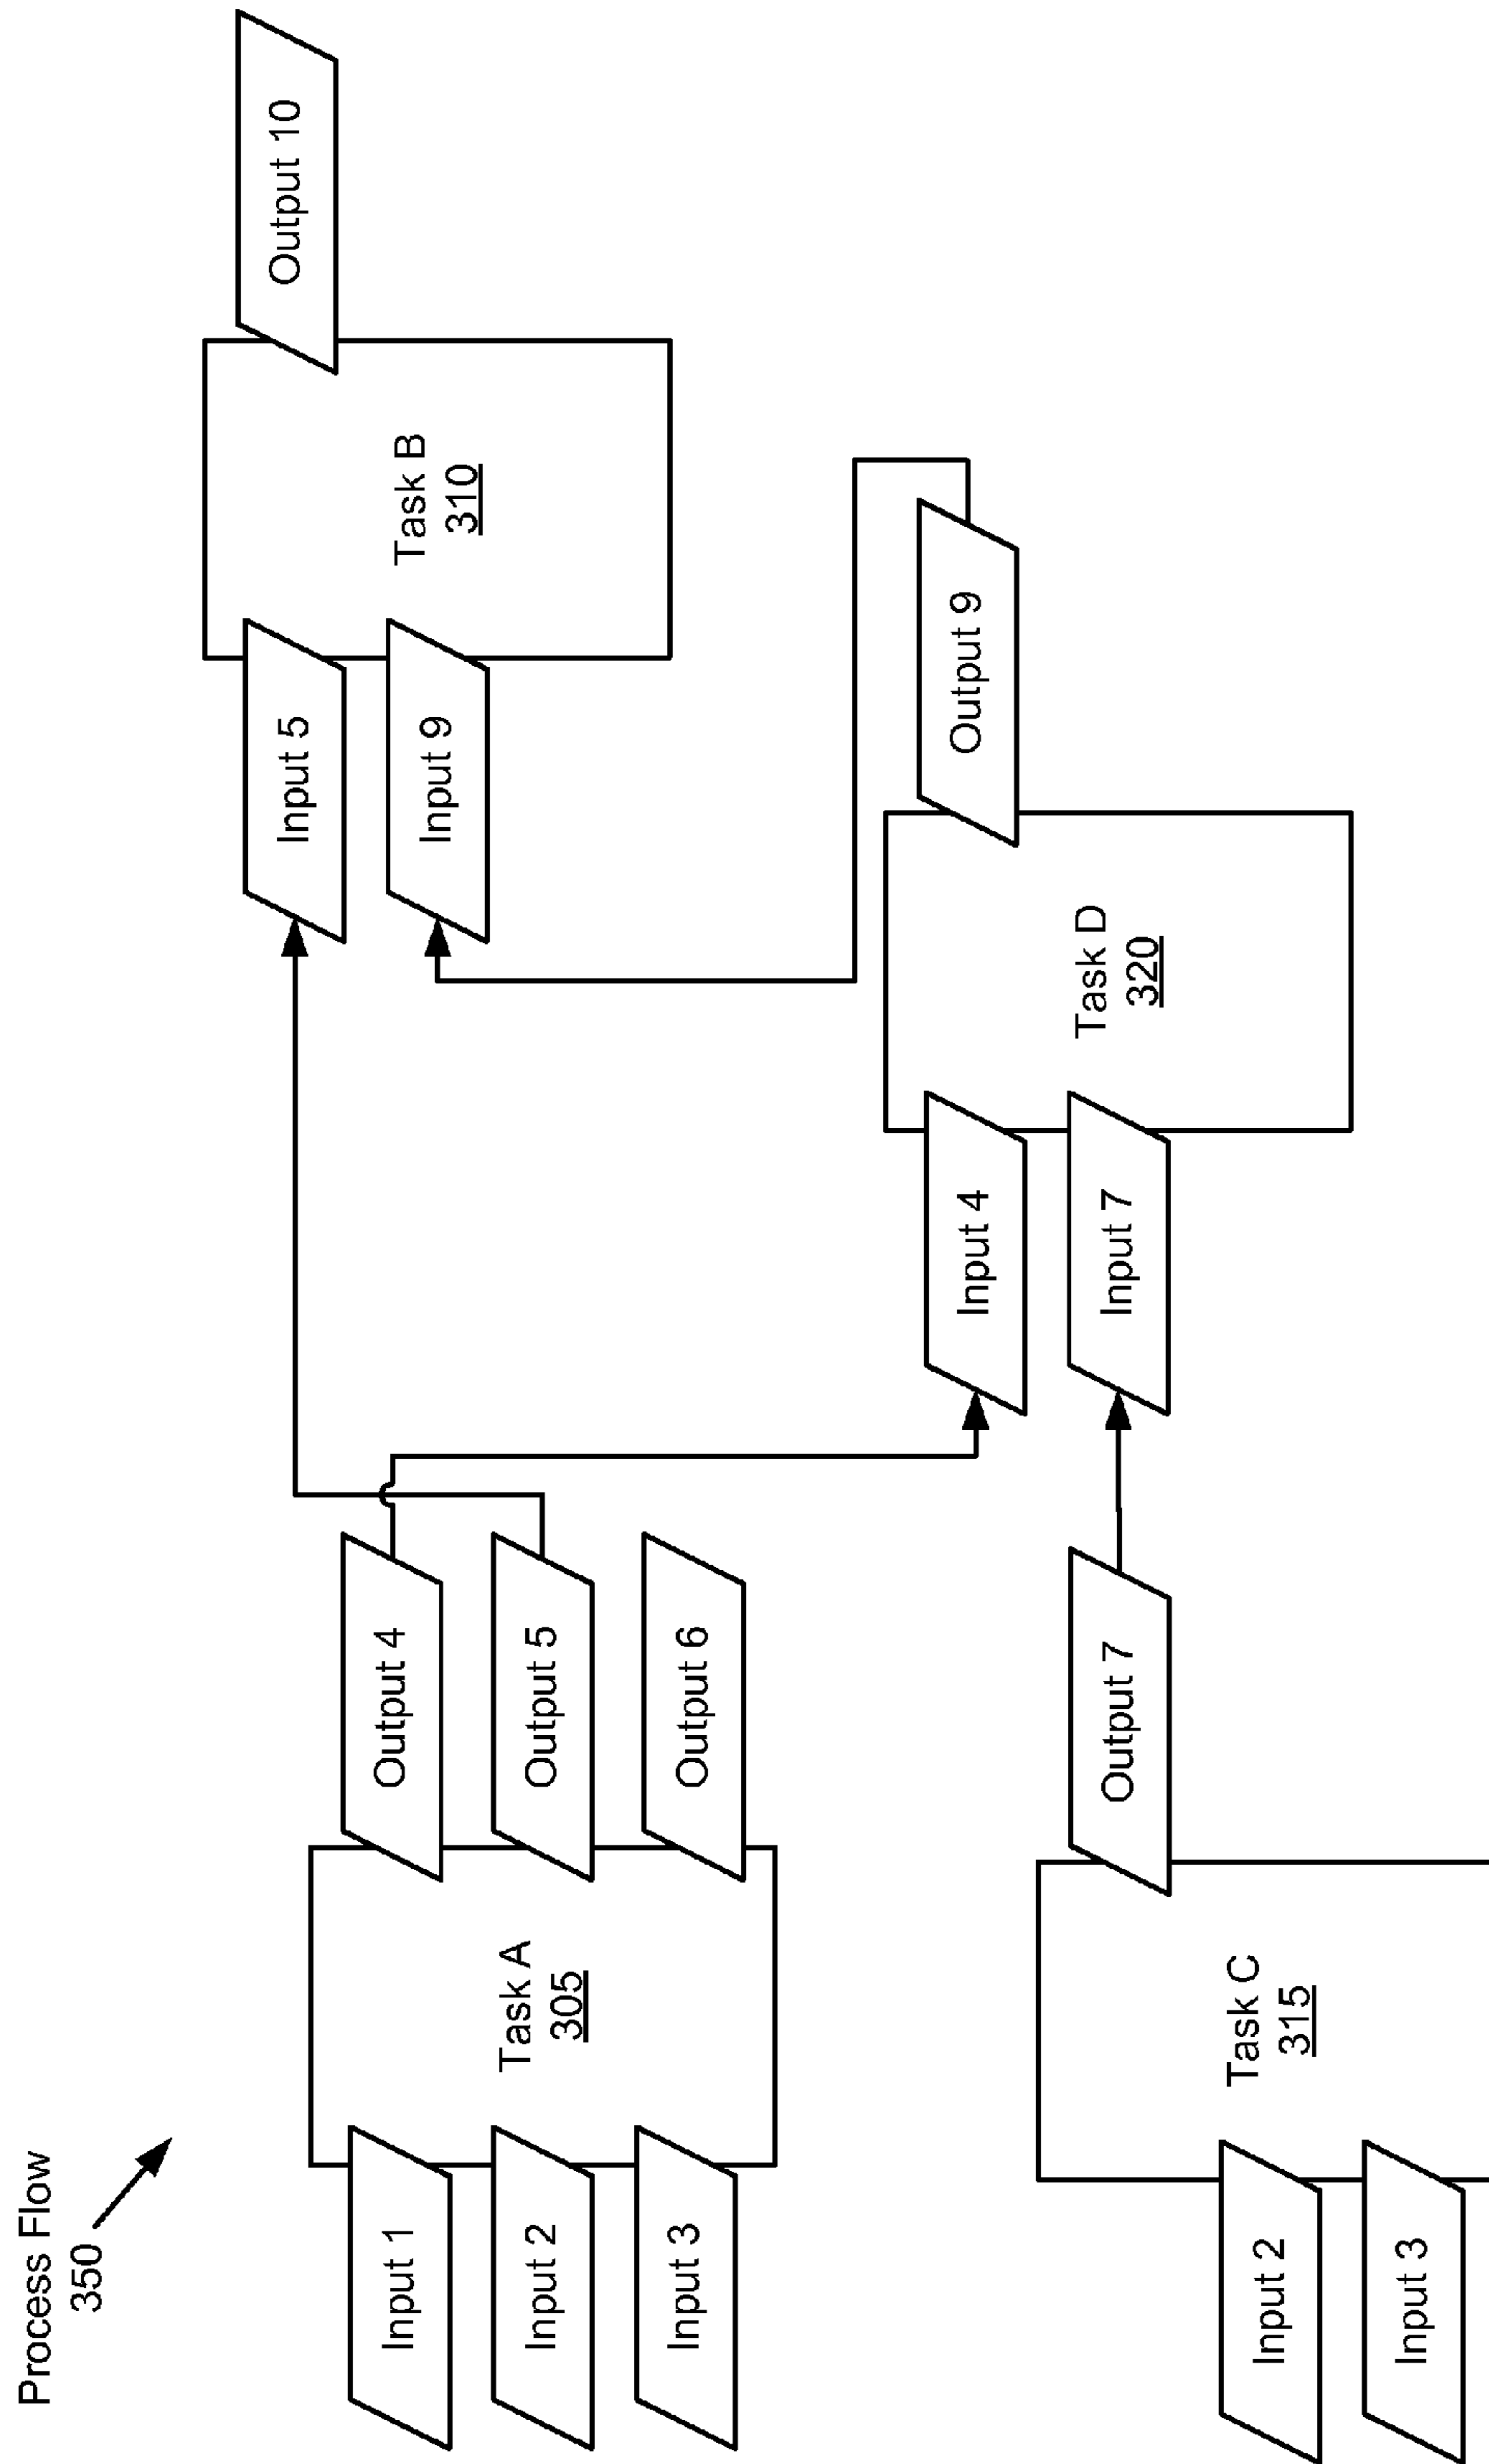 Process Flow
350
Input 1
Input 2
Input 3
Task A
305
Output 4
Output 5
Output 6
Input 5
Input 9
Task B
310
Output 10
Input 2
Input 3
Task C
315
Output 7
Input 4
Input 7
Task D
320
Output 9